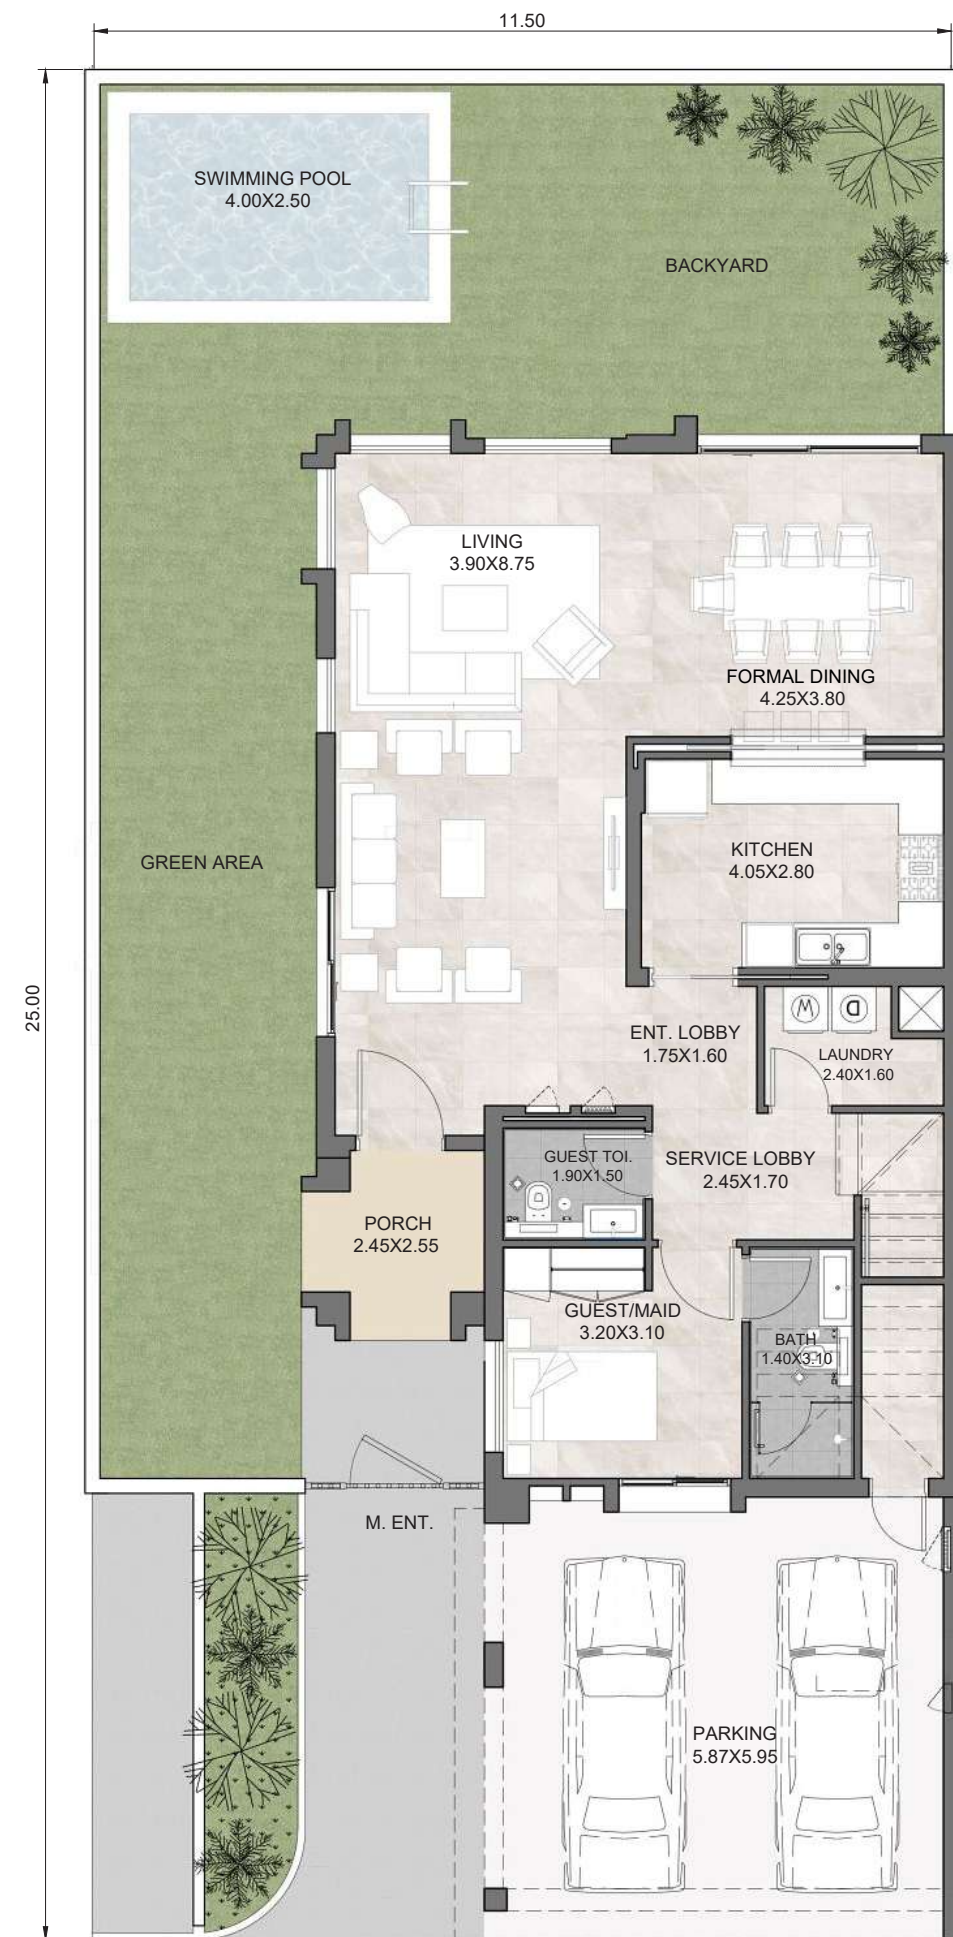 11.50
SWIMMING POOL
4.00X2.50
BACKYARD
LIVING
3.90X8.75
FORMAL DINING
4.25X3.80
GREEN AREA
KITCHEN
4.05X2.80
25.00
W
D
ENT. LOBBY
1.75X1.60
LAUNDRY
2.40X1.60
GUEST TOI.
1.90X1.50
SERVICE LOBBY
2.45X1.70
PORCH
2.45X2.55
GUEST/MAID
3.20X3.10
BATH
1.40X3.10
M. ENT.
PARKING
5.87X5.95